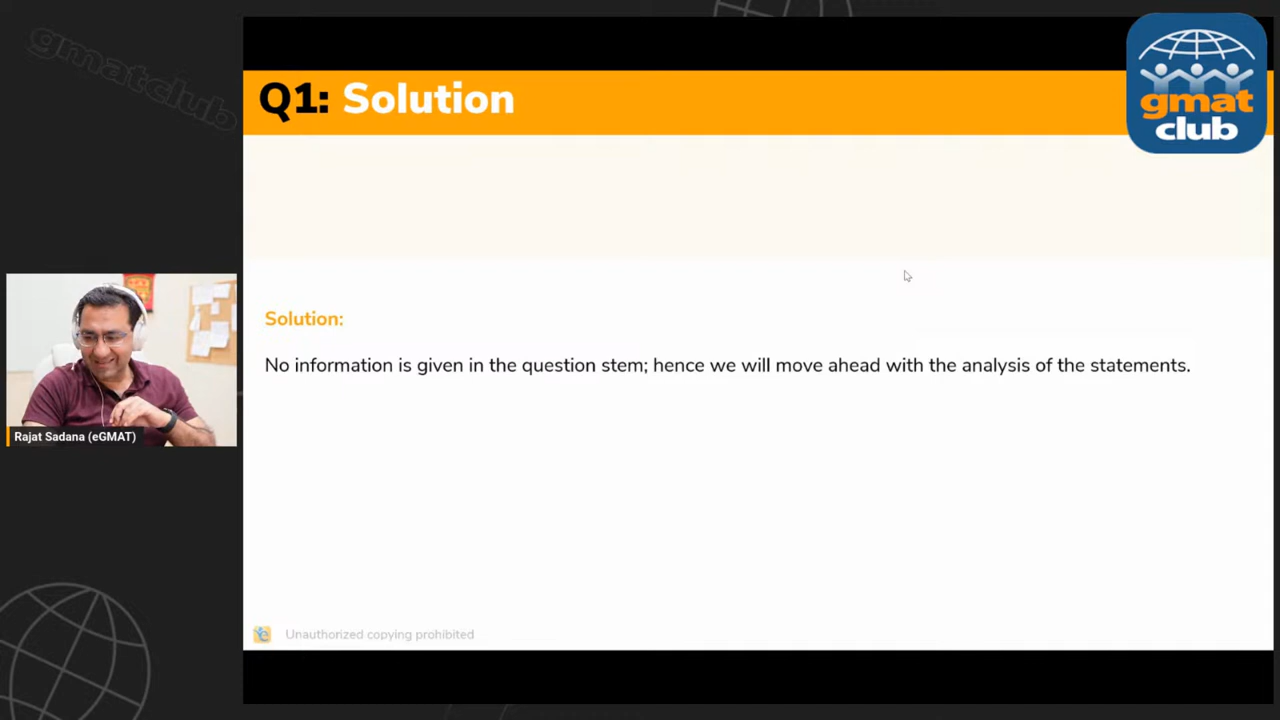 gmatclub
Q1: Solution
gmat
club
Solution:
No information is given in the question stem; hence we will move ahead with the analysis of the statements.
Rajat Sadana (eGMAT)
Unauthorized copying prohibited